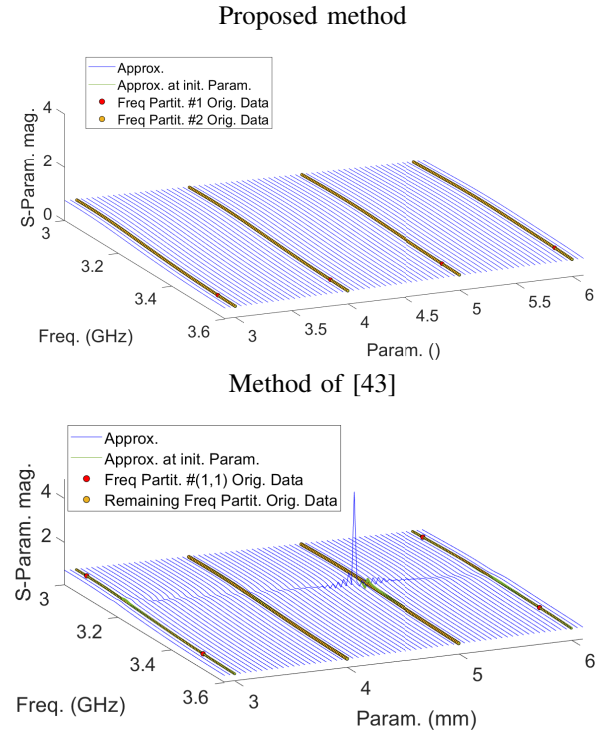 Proposed method
Approx.
Approx. at init. Param.
Freq Partit. #1 Orig. Data
Freq Partit. #2 Orig. Data
S-Param. mag.
4
2
0
3
3.2
3.4
3.6
Freq. (GHz)
3
3.5
4
4.5
5
5.5
6
Param. ()
Method of [43]
Approx.
Approx. at init. Param.
Freq Partit. #(1,1) Orig. Data
Remaining Freq Partit. Orig. Data
S-Param. mag.
4
2
3
3.2
3.4
3.6
Freq. (GHz)
3
4
5
6
Param. (mm)